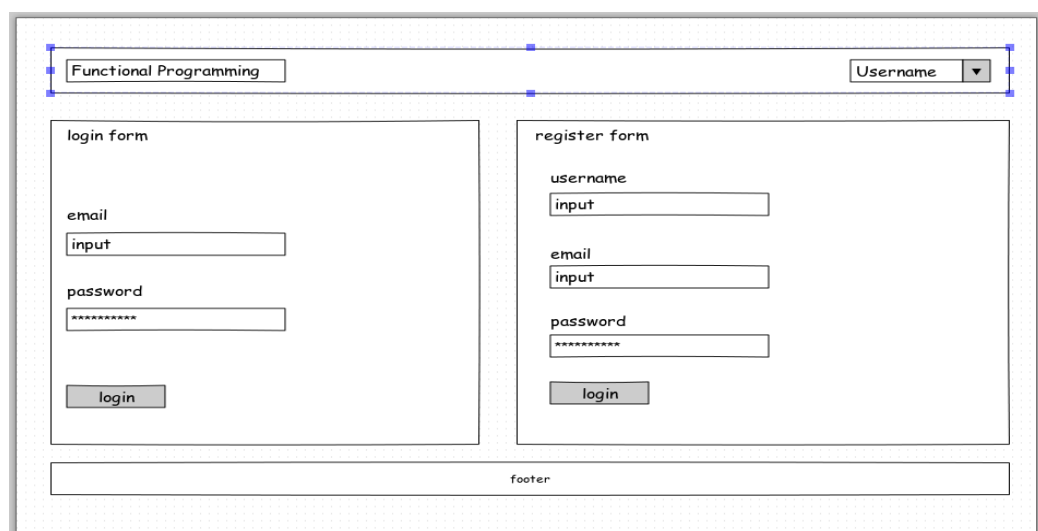 Functional Programming
Username
login form
email
input
password
**********
login
register form
username
input
email
input
password
**********
login
footer